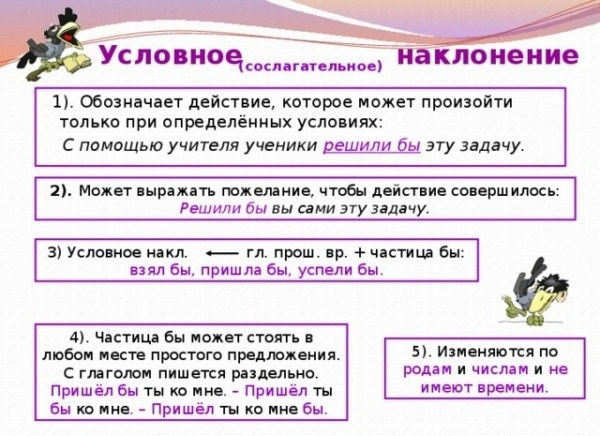 Условное (сослагательное) наклонение
1). Обозначает действие, которое может произойти
только при определённых условиях:
С помощью учителя ученики решили бы эту задачу.
2). Может выражать пожелание, чтобы действие совершилось:
Решили бы вы сами эту задачу.
3) Условное накл. ← гл. прош. вр. + частица бы:
взял бы, пришла бы, успели бы.
4). Частица бы может стоять в
любом месте простого предложения.
С глаголом пишется раздельно.
Пришёл бы ты ко мне. – Пришёл ты
бы ко мне. – Пришёл ты ко мне бы.
5). Изменяются по
родам и числам и не
имеют времени.